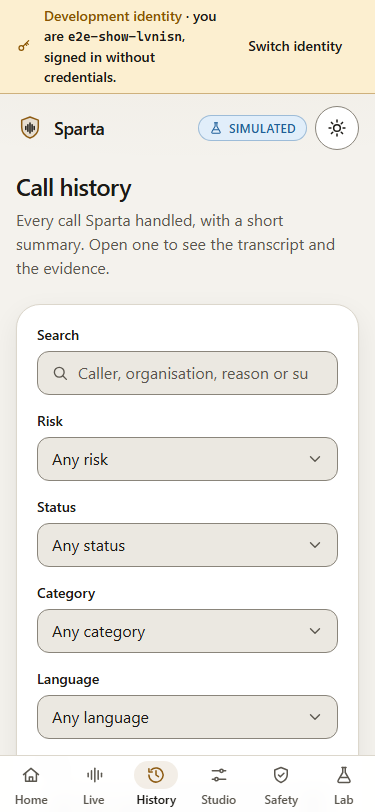 Development identity · you
are e2e-show-lvnisn,
signed in without
credentials.
Switch identity
Sparta
SIMULATED
Call history
Every call Sparta handled, with a short
summary. Open one to see the transcript and
the evidence.
Search
Caller, organisation, reason or su
Risk
Any risk
Status
Any status
Category
Any category
Language
Any language
Home
Live
History
Studio
Safety
Lab